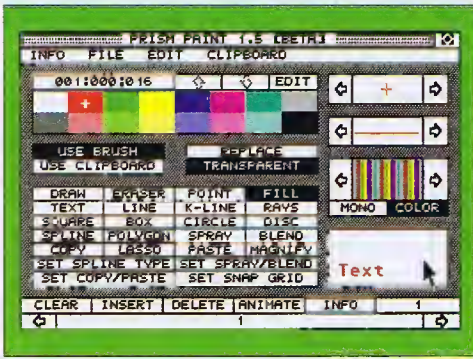 PRISM PAINT 1.5 [BETA]
INFO FILE EDIT CLIPBOARD
001:000:016 EDIT
USE BRUSH REPLACE
USE CLIPBOARD TRANSPARENT
MONO COLOR
DRAW ERASER POINT FILL
TEXT LINE K-LINE RAYS
SQUARE BOX CIRCLE DISC
SPLINE POLYGON SPRAY BLEND
COPY LASSO PASTE MAGNIFY
SET SPLINE TYPE SET SPRAY/BLEND
SET COPY/PASTE SET SNAP GRID
Text
CLEAR INSERT DELETE ANIMATE INFO 1
1